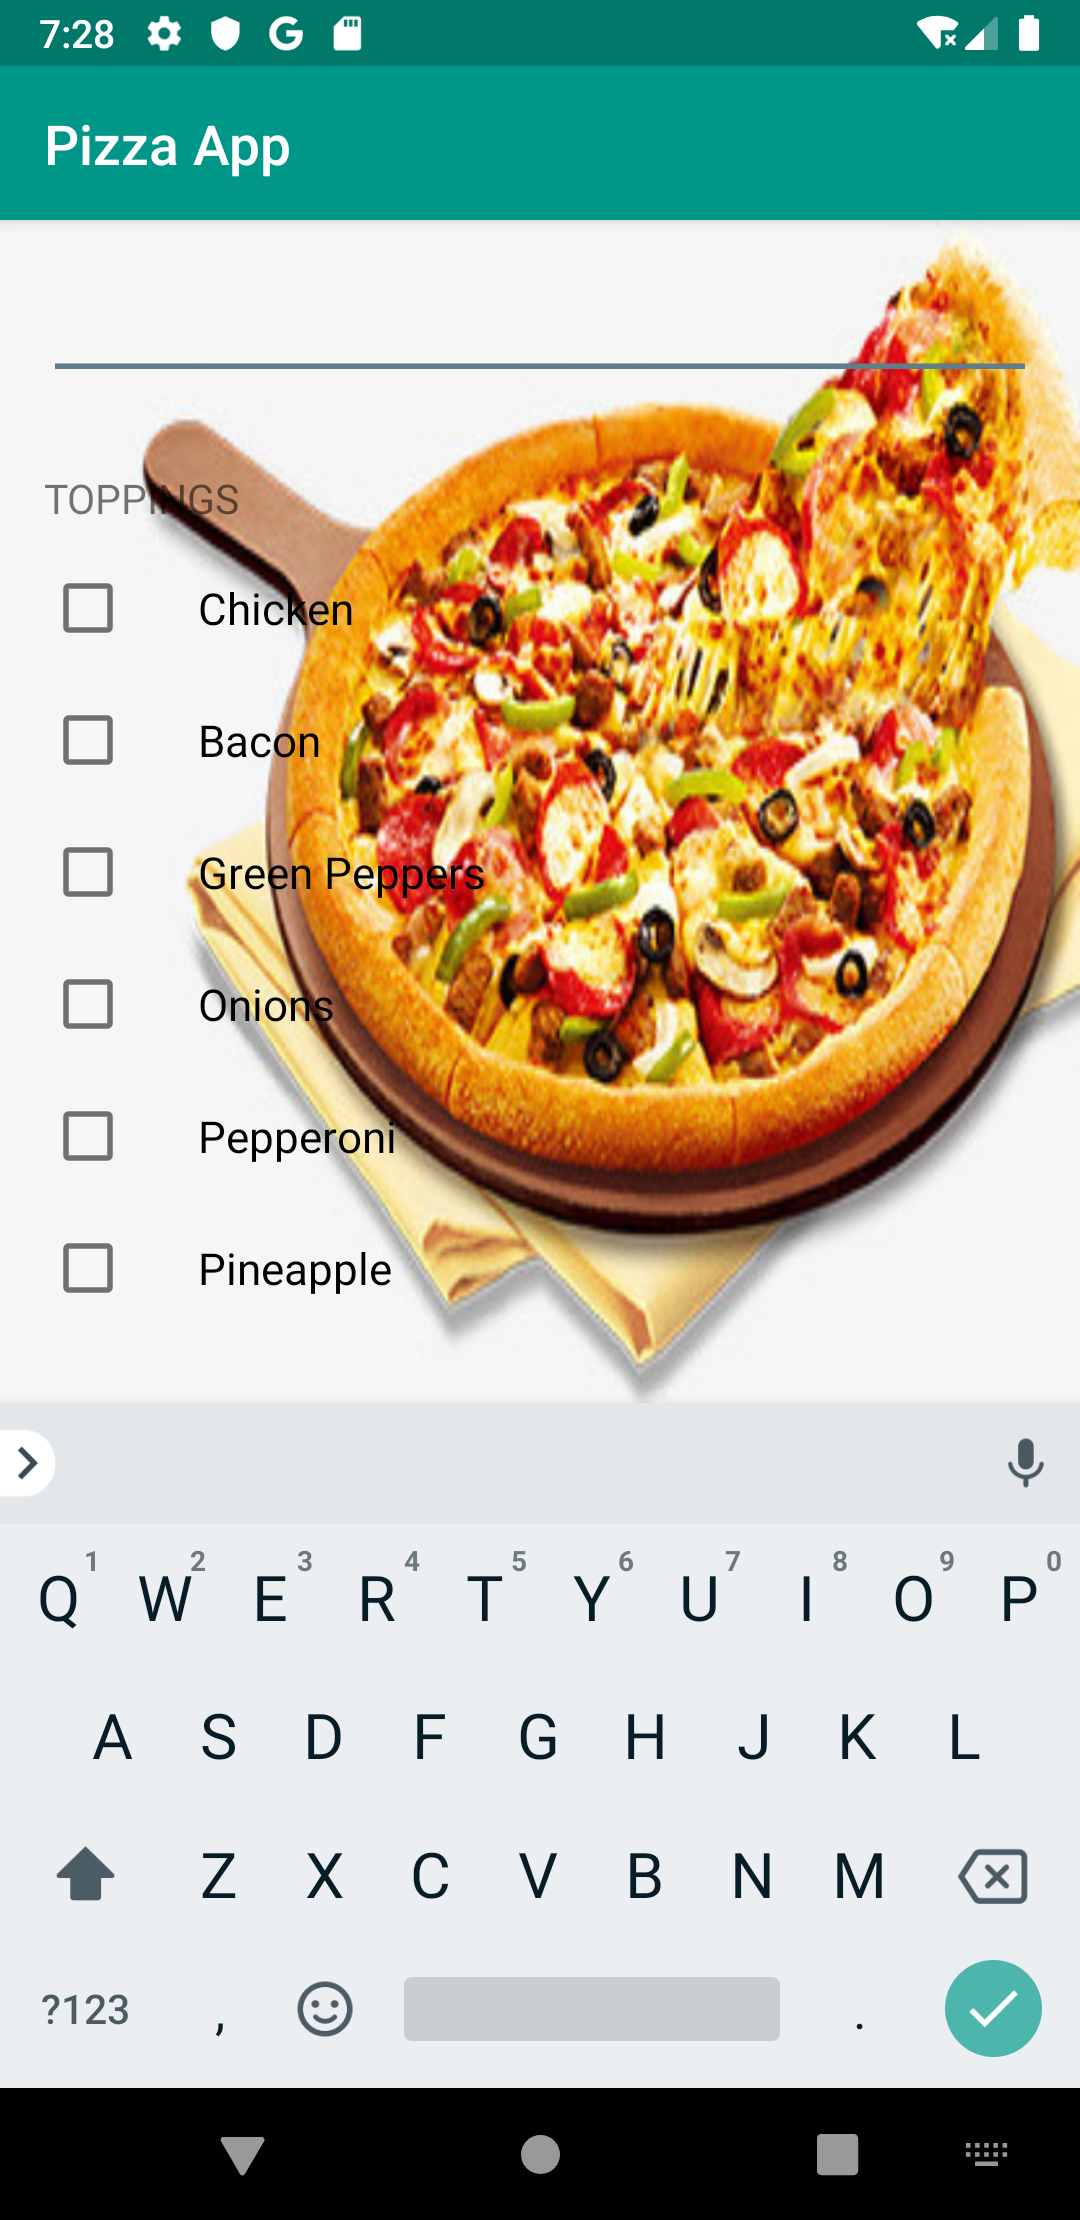 7:28
Pizza App
TOPPINGS
Chicken
Bacon
Green Peppers
Onions
Pepperoni
Pineapple
1 2 3 4 5 6 7 8 9 0
Q W E R T Y U I O P
A S D F G H J K L
Z X C V B N M
?123 , .